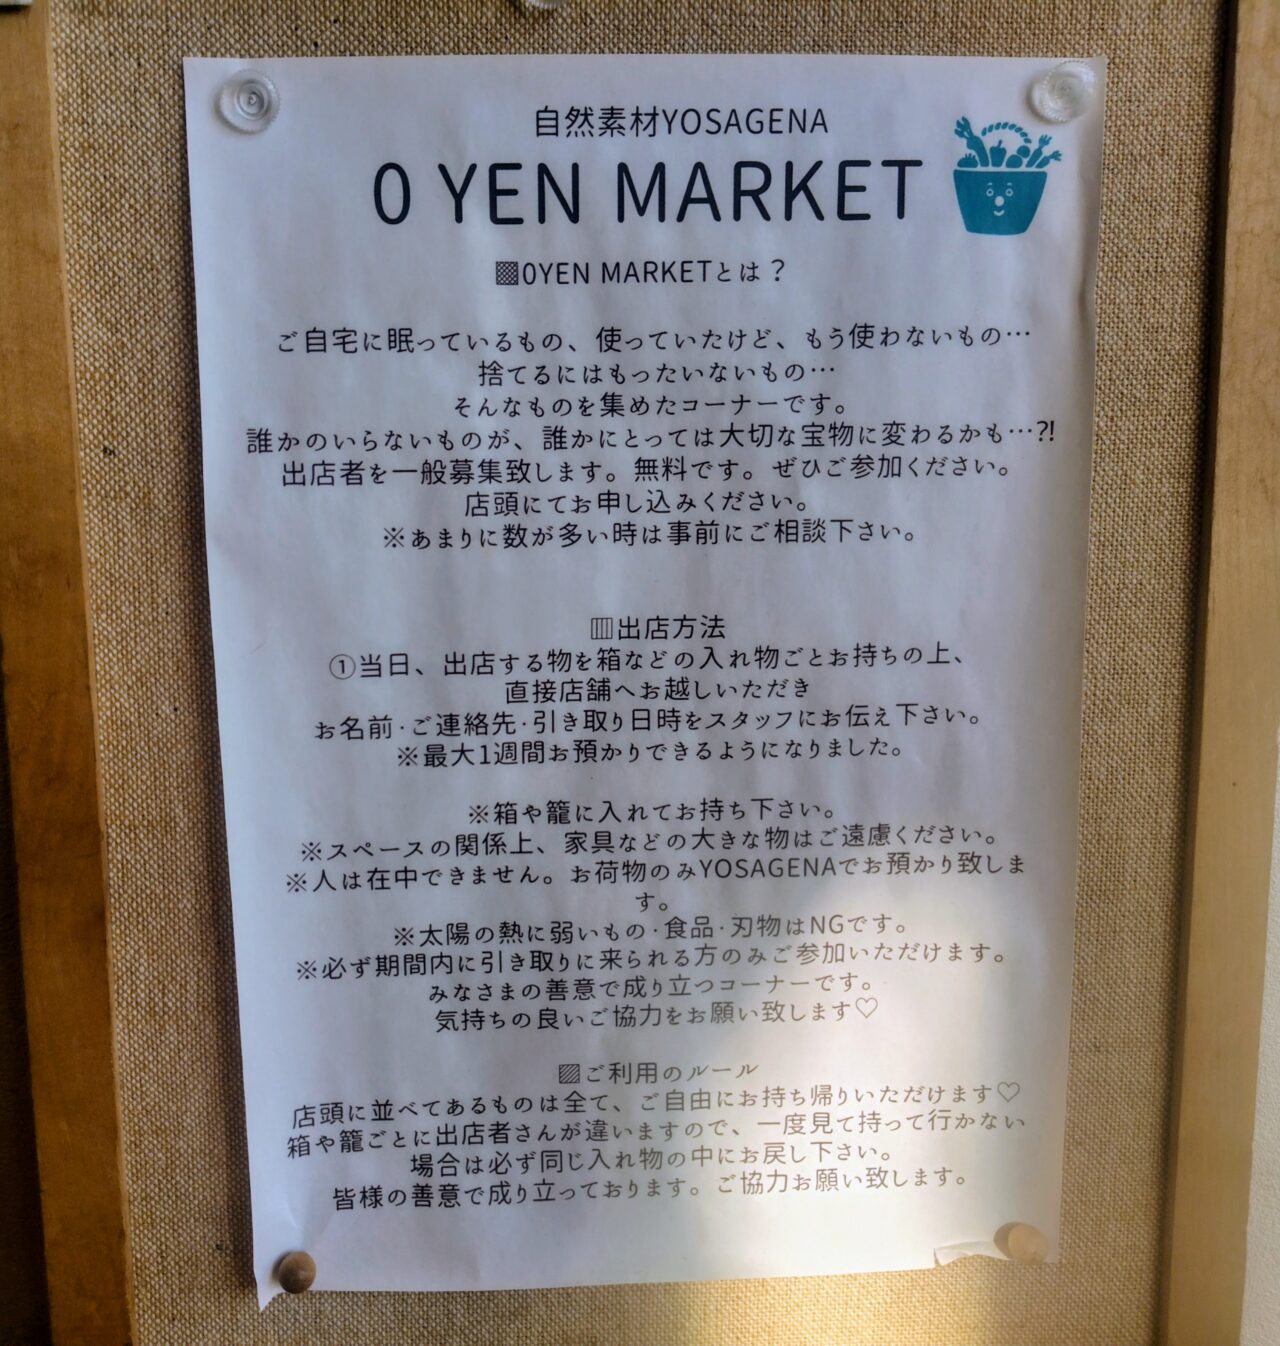 自然素材YOSAGENA
0 YEN MARKET
▩0YEN MARKETとは？
ご自宅に眠っているもの、使っていたけど、もう使わないもの…
捨てるにはもったいないもの…
そんなものを集めたコーナーです。
誰かのいらないものが、誰かにとっては大切な宝物に変わるかも…⁈
出店者を一般募集致します。無料です。ぜひご参加ください。
店頭にてお申し込みください。
※あまりに数が多い時は事前にご相談下さい。
▥出店方法
①当日、出店する物を箱などの入れ物ごとお持ちの上、
直接店舗へお越しいただき
お名前·ご連絡先·引き取り日時をスタッフにお伝え下さい。
※最大1週間お預かりできるようになりました。
※箱や籠に入れてお持ち下さい。
※スペースの関係上、家具などの大きな物はご遠慮ください。
※人は在中できません。お荷物のみYOSAGENAでお預かり致しま
す。
※太陽の熱に弱いもの·食品·刃物はNGです。
※必ず期間内に引き取りに来られる方のみご参加いただけます。
みなさまの善意で成り立つコーナーです。
気持ちの良いご協力をお願い致します♡
▨ご利用のルール
店頭に並べてあるものは全て、ご自由にお持ち帰りいただけます♡
箱や籠ごとに出店者さんが違いますので、一度見て持って行かない
場合は必ず同じ入れ物の中にお戻し下さい。
皆様の善意で成り立っております。ご協力お願い致します。